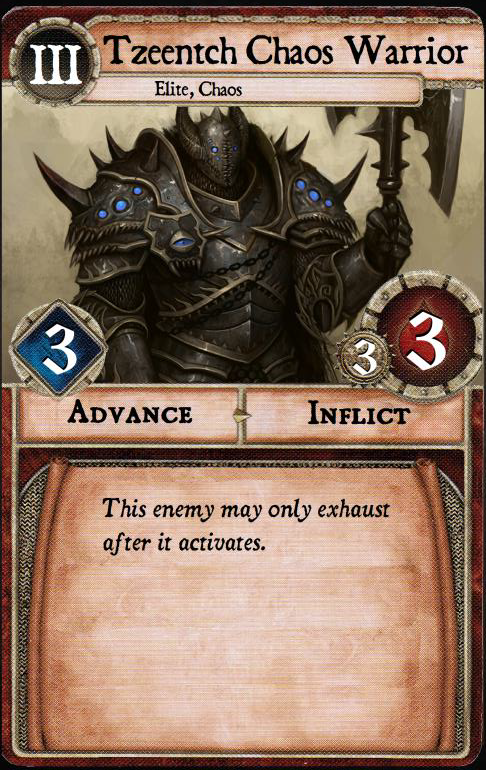 III
Tzeentch Chaos Warrior
Elite, Chaos
3
3
3
Advance
Inflict
This enemy may only exhaust
after it activates.